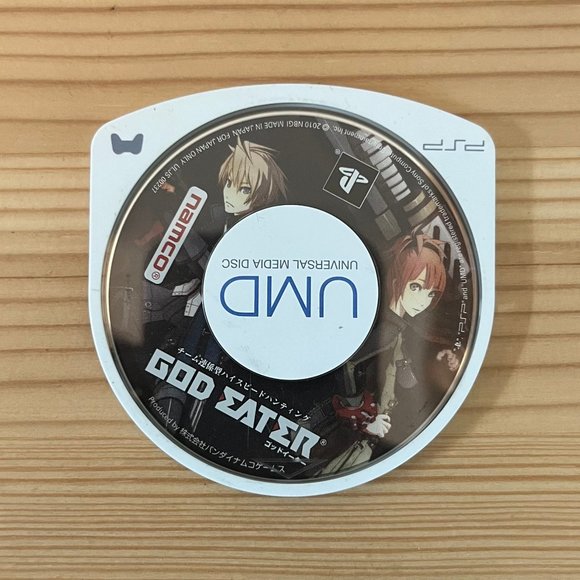 PSP
© 2010 NBGI MADE IN JAPAN FOR JAPAN ONLY ULJS 00237
"PSP" "UMD"
namco®
UNIVERSAL MEDIA DISC
UMD
チーム連係型ハイスピードハンティング
GOD EATER®
ゴッドイーター
Produced by 株式会社バンダイナムコゲームス